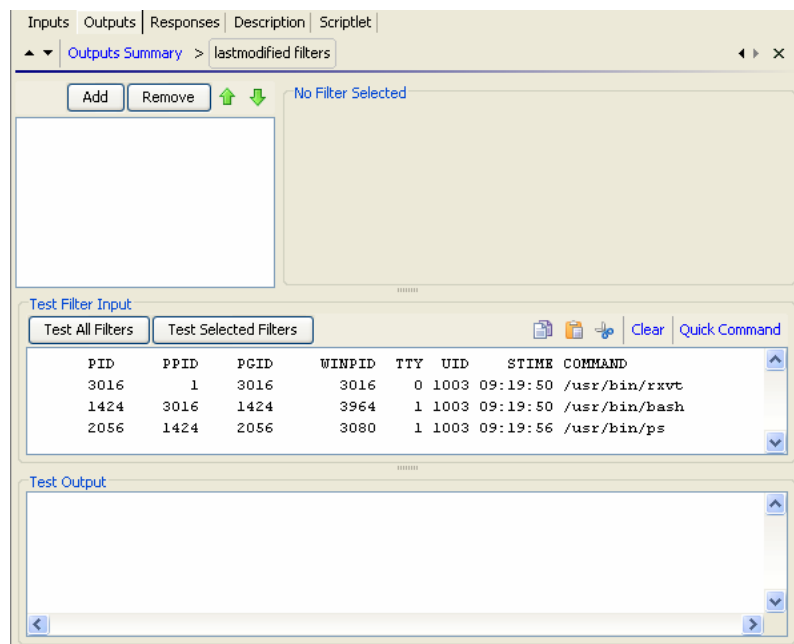 Inputs Outputs Responses Description Scriptlet
Outputs Summary > lastmodified filters
Add Remove No Filter Selected
Test Filter Input
Test All Filters Test Selected Filters Clear Quick Command
PID PPID PGID WINPID TTY UID STIME COMMAND
3016 1 3016 3016 0 1003 09:19:50 /usr/bin/rxvt
1424 3016 1424 3964 1 1003 09:19:50 /usr/bin/bash
2056 1424 2056 3080 1 1003 09:19:56 /usr/bin/ps
Test Output